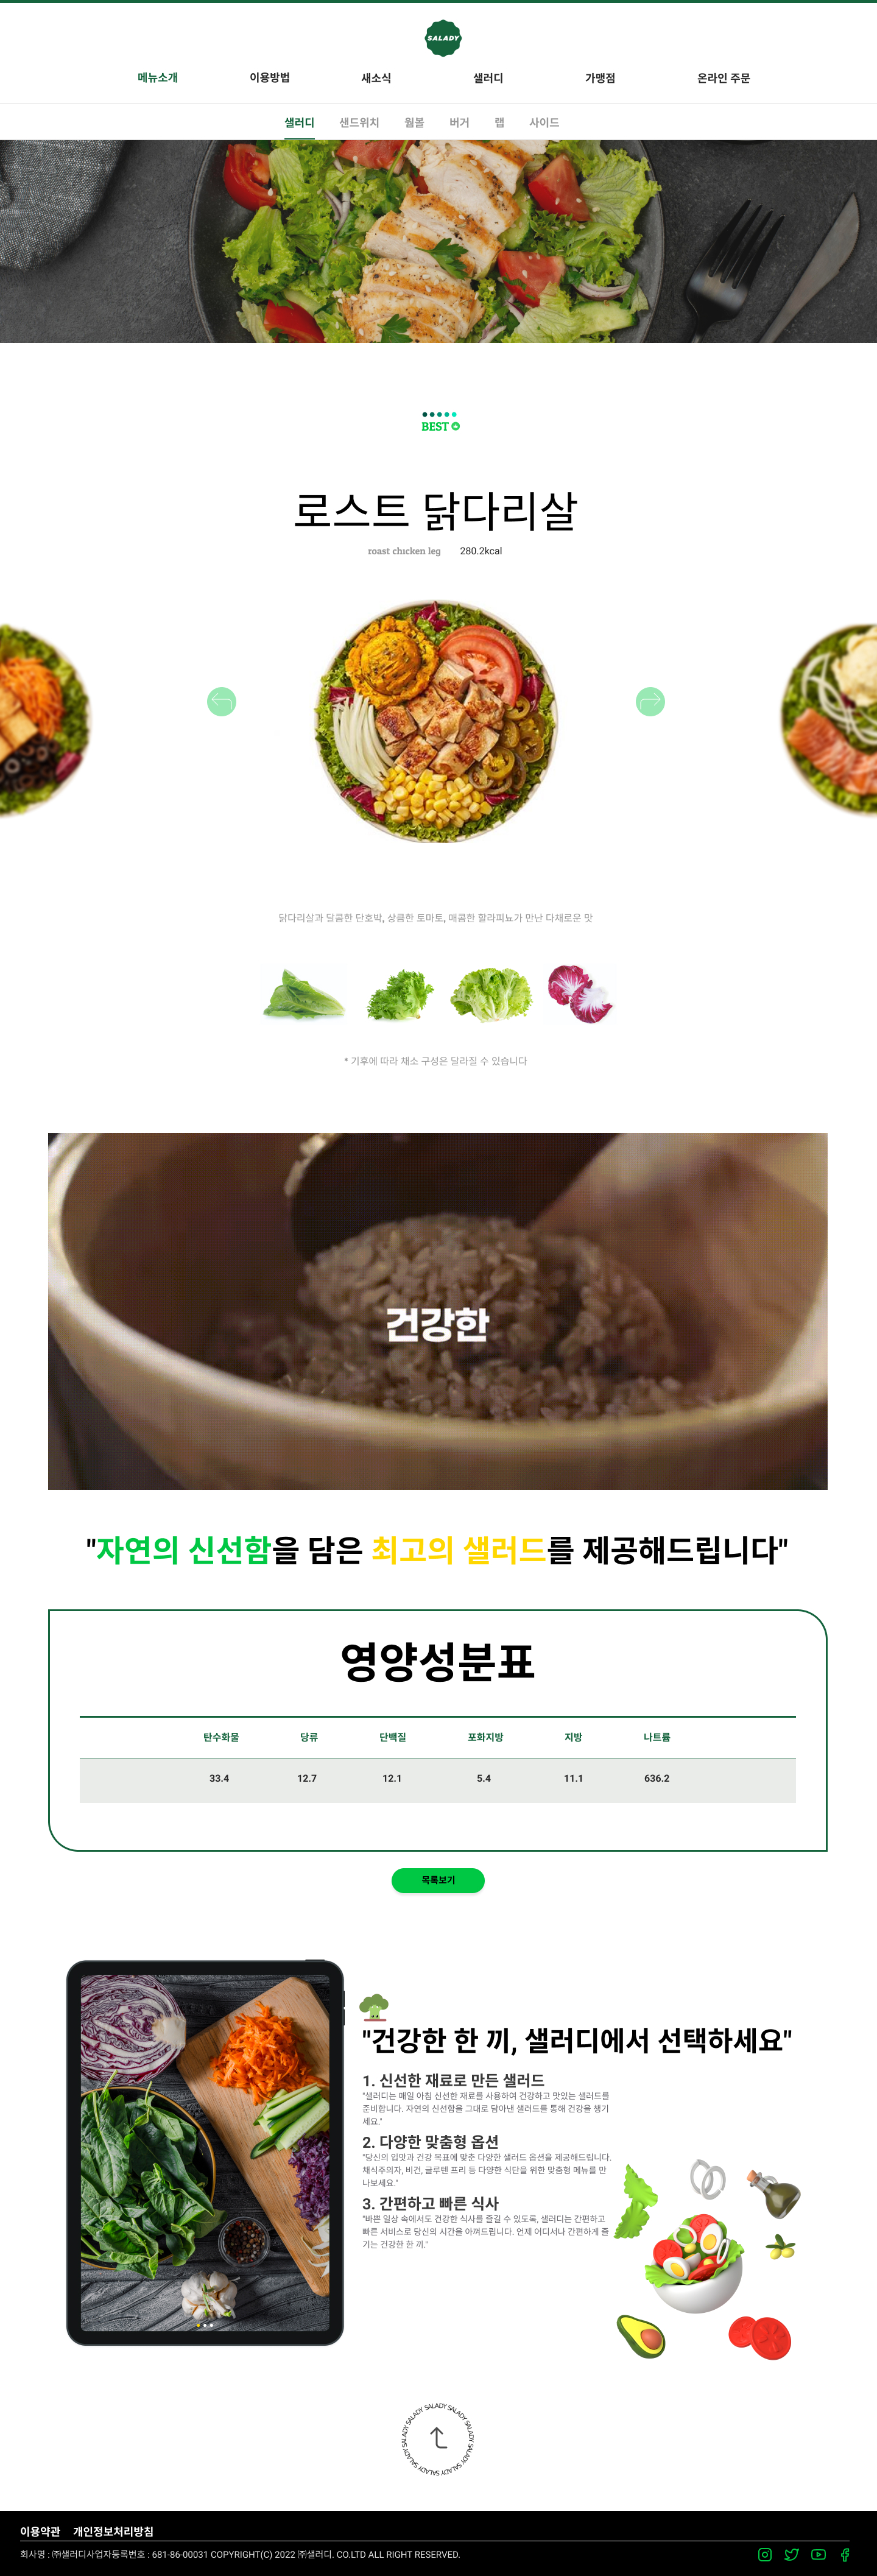 SALADY
메뉴소개 이용방법 새소식 샐러디 가맹점 온라인 주문
샐러디 샌드위치 웜볼 버거 랩 사이드
BEST
로스트 닭다리살
roast chicken leg 280.2kcal
닭다리살과 달콤한 단호박, 상큼한 토마토, 매콤한 할라피뇨가 만난 다채로운 맛
* 기후에 따라 채소 구성은 달라질 수 있습니다
건강한
"자연의 신선함을 담은 최고의 샐러드를 제공해드립니다"
영양성분표
탄수화물 당류 단백질 포화지방 지방 나트륨
33.4 12.7 12.1 5.4 11.1 636.2
목록보기
"건강한 한 끼, 샐러디에서 선택하세요"
1. 신선한 재료로 만든 샐러드
"샐러디는 매일 아침 신선한 재료를 사용하여 건강하고 맛있는 샐러드를
준비합니다. 자연의 신선함을 그대로 담아낸 샐러드를 통해 건강을 챙기
세요."
2. 다양한 맞춤형 옵션
"당신의 입맛과 건강 목표에 맞춘 다양한 샐러드 옵션을 제공해드립니다.
채식주의자, 비건, 글루텐 프리 등 다양한 식단을 위한 맞춤형 메뉴를 만
나보세요."
3. 간편하고 빠른 식사
"바쁜 일상 속에서도 건강한 식사를 즐길 수 있도록, 샐러디는 간편하고
빠른 서비스로 당신의 시간을 아껴드립니다. 언제 어디서나 간편하게 즐
기는 건강한 한 끼."
SALADY SALADY SALADY SALADY SALADY SALADY SALADY SALADY
이용약관 개인정보처리방침
회사명 : ㈜샐러디사업자등록번호 : 681-86-00031 COPYRIGHT(C) 2022 ㈜샐러디. CO.LTD ALL RIGHT RESERVED.